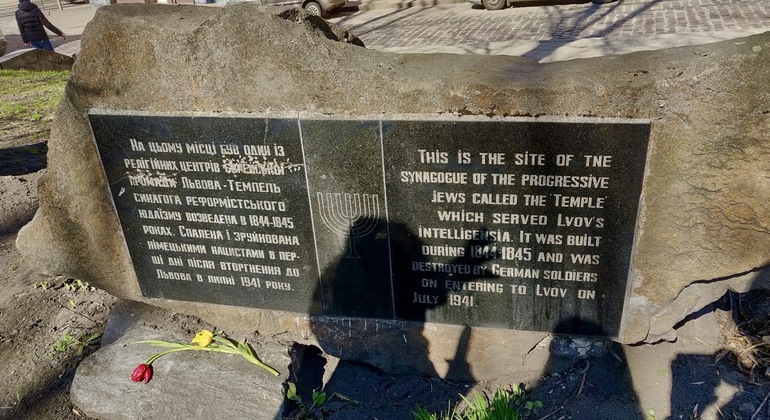 На цьому місці був один із
релігійних центрів єврейської
громади Львова - Темпель
синагога реформістського
юдаїзму возведена в 1844-1845
роках. Спалена і зруйнована
німецькими нацистами в пер-
ші дні після вторгнення до
Львова в липні 1941 року.
This is the site of tne
synagogue of the progressive
Jews called the 'Temple'
which served Lvov's
intelligensia. It was built
during 1844-1845 and was
destroyed by German soldiers
on entering to Lvov on
July 1941.